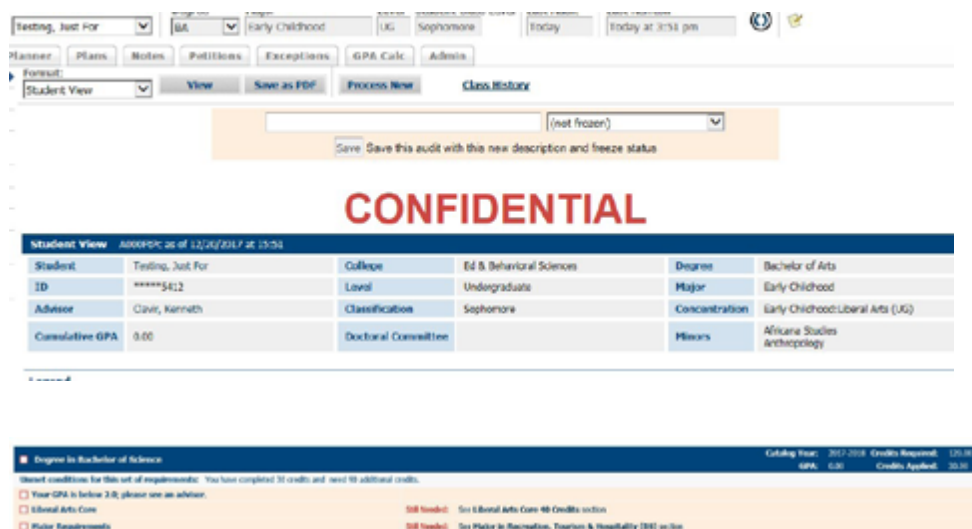 Testing, Just For BA Early Childhood UG Sophomore Today Today at 3:51 pm
Planner Plans Notes Petitions Exceptions GPA Calc Admin
Format:
Student View View Save as PDF Process New Class History
(not frozen)
Save Save this audit with this new description and freeze status
CONFIDENTIAL
Student View as of 12/20/2017 at 15:51
Student Testing, Just For College Ed & Behavioral Sciences Degree Bachelor of Arts
ID *****5412 Level Undergraduate Major Early Childhood
Advisor Clavir, Kenneth Classification Sophomore Concentration Early Childhood:Liberal Arts (UG)
Cumulative GPA 0.00 Doctoral Committee Minors Africana Studies
Anthropology
Legend
Degree in Bachelor of Science Catalog Year: 2017-2018 Credits Required: 120.00
GPA: 0.00 Credits Applied: 30.00
Unmet conditions for this set of requirements: You have completed 30 credits and need 90 additional credits.
Your GPA is below 2.0; please see an advisor.
Liberal Arts Core Still Needed: See Liberal Arts Core 40 Credits section
Major Requirements Still Needed: See Major in Recreation, Tourism & Hospitality section